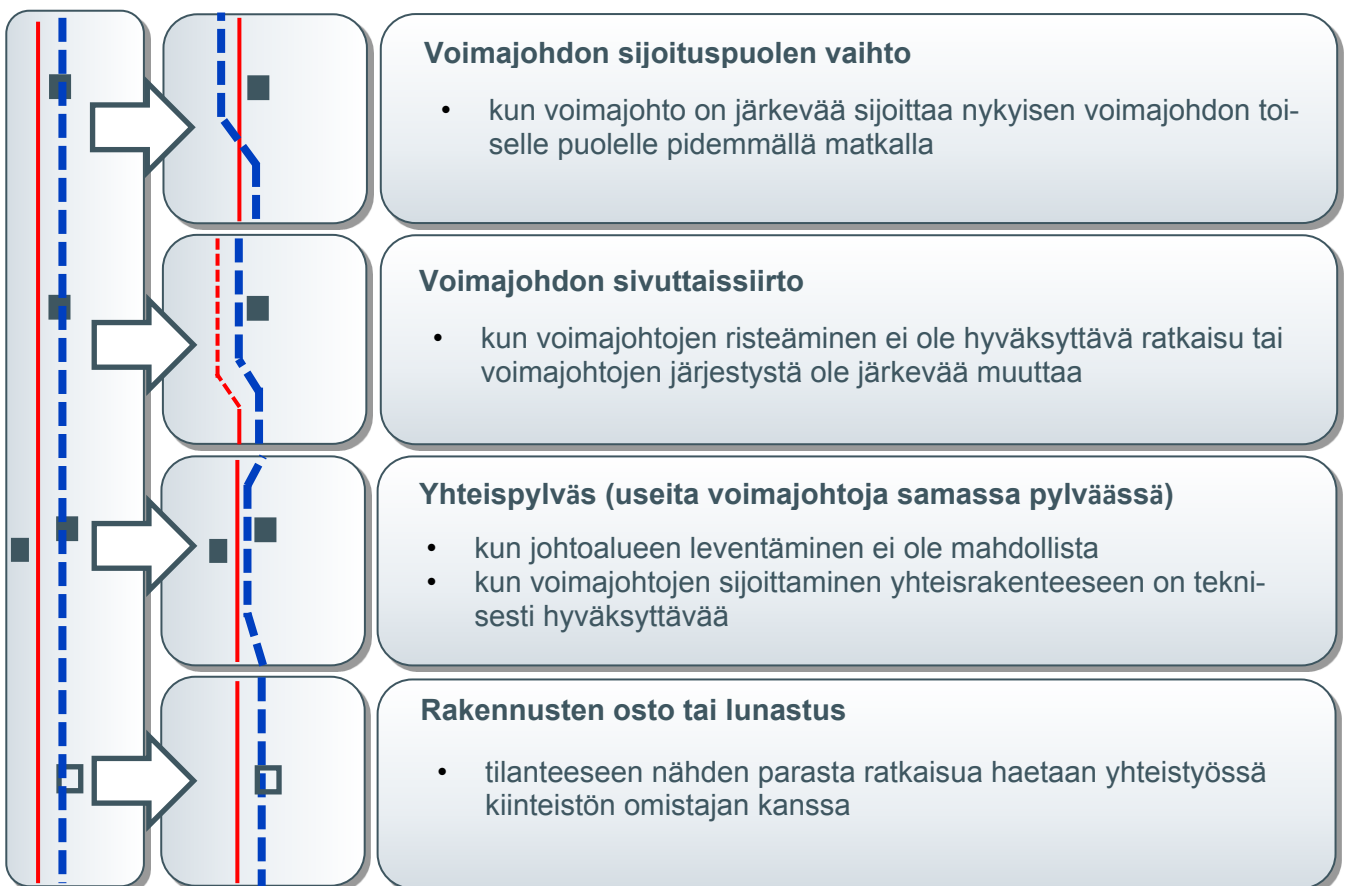 Voimajohdon sijoituspuolen vaihto
• kun voimajohto on järkevää sijoittaa nykyisen voimajohdon toi-
selle puolelle pidemmällä matkalla
Voimajohdon sivuttaissiirto
• kun voimajohtojen risteäminen ei ole hyväksyttävä ratkaisu tai
voimajohtojen järjestystä ole järkevää muuttaa
Yhteispylväs (useita voimajohtoja samassa pylväässä)
• kun johtoalueen leventäminen ei ole mahdollista
• kun voimajohtojen sijoittaminen yhteisrakenteeseen on tekni-
sesti hyväksyttävää
Rakennusten osto tai lunastus
• tilanteeseen nähden parasta ratkaisua haetaan yhteistyössä
kiinteistön omistajan kanssa